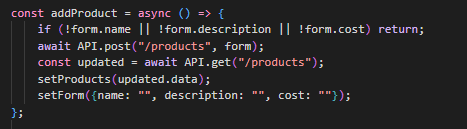 const addProduct = async () => {
    if (!form.name || !form.description || !form.cost) return;
    await API.post("/products", form);
    const updated = await API.get("/products");
    setProducts(updated.data);
    setForm({name: "", description: "", cost: ""});
};